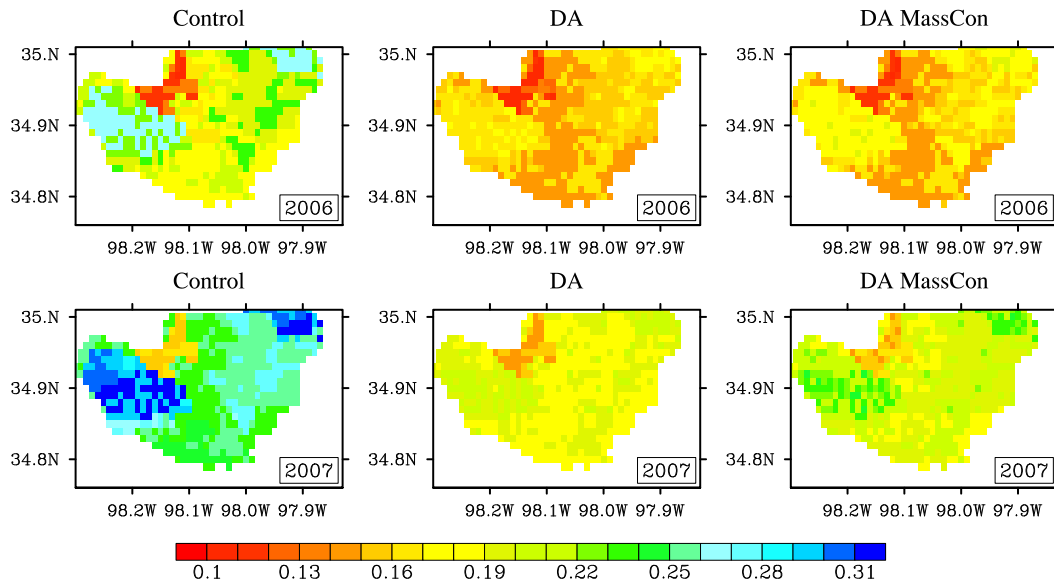 Control DA DA MassCon
35.N 35.N 35.N
34.9N 34.9N 34.9N
34.8N 34.8N 34.8N
2006 2006 2006
98.2W 98.1W 98.0W 97.9W 98.2W 98.1W 98.0W 97.9W 98.2W 98.1W 98.0W 97.9W
Control DA DA MassCon
35.N 35.N 35.N
34.9N 34.9N 34.9N
34.8N 34.8N 34.8N
2007 2007 2007
98.2W 98.1W 98.0W 97.9W 98.2W 98.1W 98.0W 97.9W 98.2W 98.1W 98.0W 97.9W
0.1 0.13 0.16 0.19 0.22 0.25 0.28 0.31